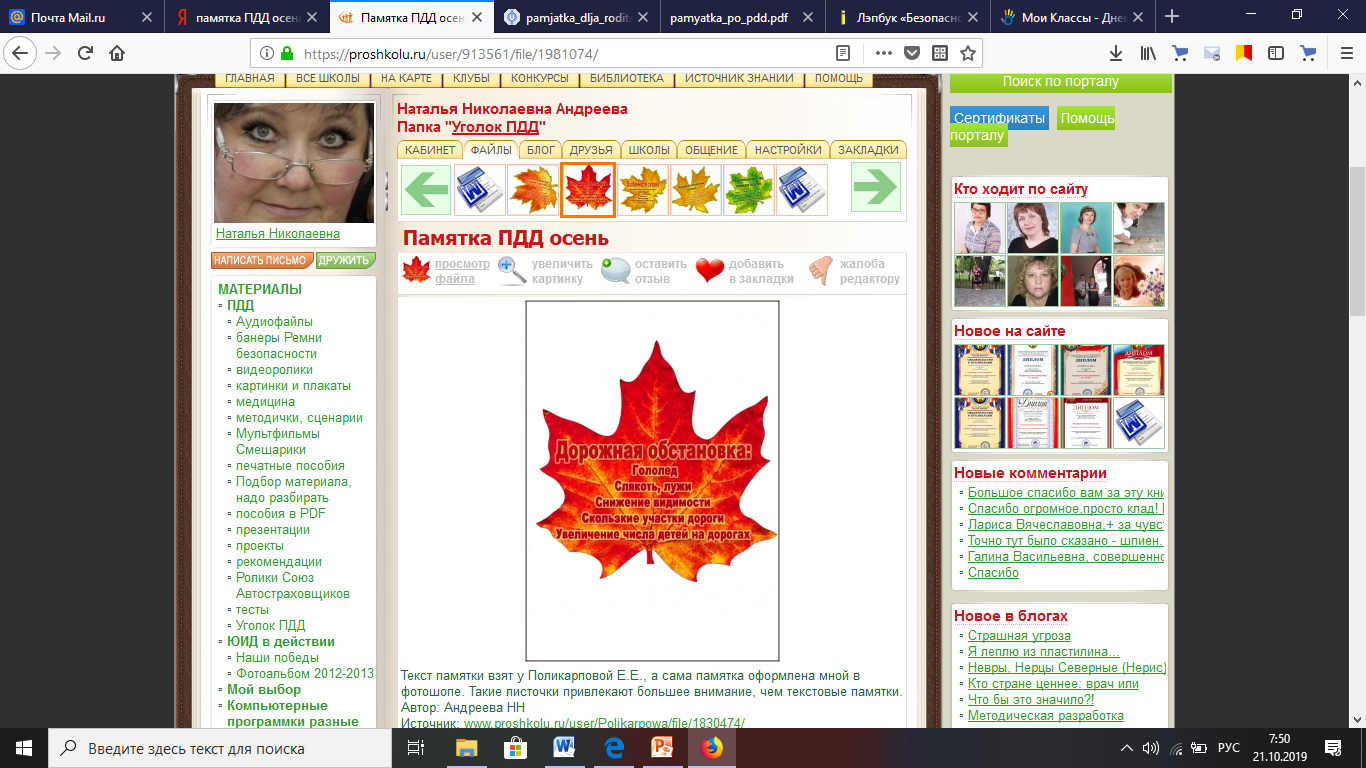 Почта Mail.ru
памятка ПДД осен
Памятка ПДД осен
pamjatka_dlja_rodit
pamyatka_po_pdd.pdf
Лэпбук «Безопасно
Мои Классы - Днев
https://proshkolu.ru/user/913561/file/1981074/
ГЛАВНАЯ
ВСЕ ШКОЛЫ
НА КАРТЕ
КЛУБЫ
КОНКУРСЫ
БИБЛИОТЕКА
ИСТОЧНИК ЗНАНИЙ
ПОМОЩЬ
Наталья Николаевна
НАПИСАТЬ ПИСЬМО
ДРУЖИТЬ
МАТЕРИАЛЫ
ПДД
Аудиофайлы
банеры Ремни
безопасности
видеоролики
картинки и плакаты
медицина
методички, сценарии
Мультфильмы
Смешарики
печатные пособия
Подбор материала,
надо разбирать
пособия в PDF
презентации
проекты
рекомендации
Ролики Союз
Автостраховщиков
тесты
Уголок ПДД
ЮИД в действии
Наши победы
Фотоальбом 2012-2013
Мой выбор
Компьютерные
программки разные
Наталья Николаевна Андреева
Папка "Уголок ПДД"
КАБИНЕТ
ФАЙЛЫ
БЛОГ
ДРУЗЬЯ
ШКОЛЫ
ОБЩЕНИЕ
НАСТРОЙКИ
ЗАКЛАДКИ
Памятка ПДД осень
просмотр
файла
увеличить
картинку
оставить
отзыв
добавить
в закладки
жалоба
редактору
Дорожная обстановка:
Гололед
Слякоть, лужи
Снижение видимости
Скользкие участки дороги
Увеличение числа детей на дорогах
Текст памятки взят у Поликарповой Е.Е., а сама памятка оформлена мной в
фотошопе. Такие листочки привлекают большее внимание, чем текстовые памятки.
Автор: Андреева НН
Источник: www.proshkolu.ru/user/Polikarpowa/file/1830474/
Поиск по порталу
Сертификаты Помощь
порталу
Кто ходит по сайту
Новое на сайте
Новые комментарии
Большое спасибо вам за эту кни
Спасибо огромное,просто клад!
Лариса Вячеславовна,+ за чувст
Точно тут было сказано - шпиен.
Галина Васильевна, совершенно
Спасибо
Новое в блогах
Страшная угроза
Я леплю из пластилина...
Невры, Нерцы Северные (Нерис)
Кто стране ценнее: врач или
Что бы это значило?!
Методическая разработка
Введите здесь текст для поиска
РУС
7:50
21.10.2019